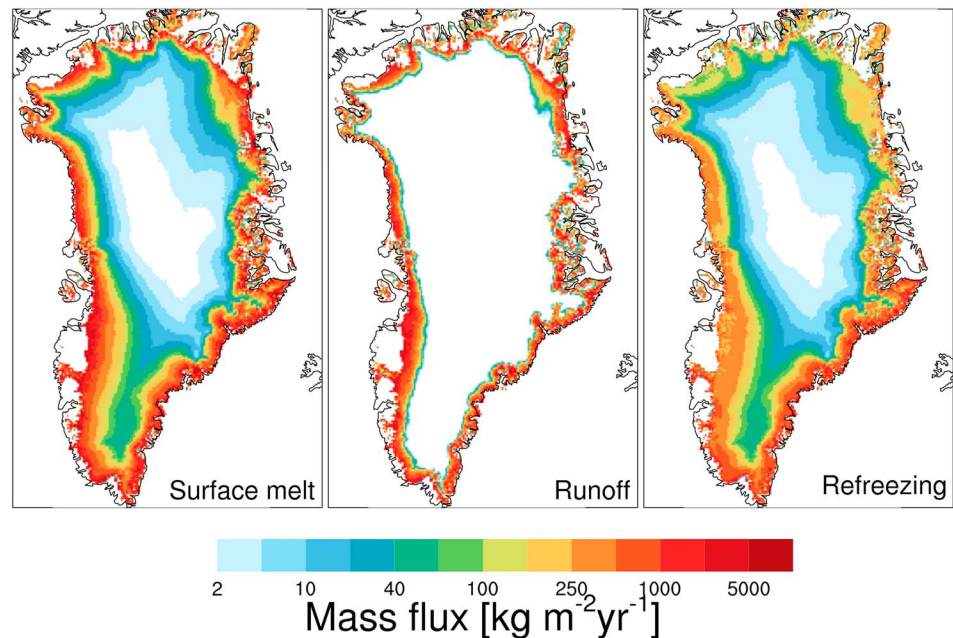 Surface melt
Runoff
Refreezing
2 10 40 100 250 1000 5000
Mass flux [kg m⁻²yr⁻¹]